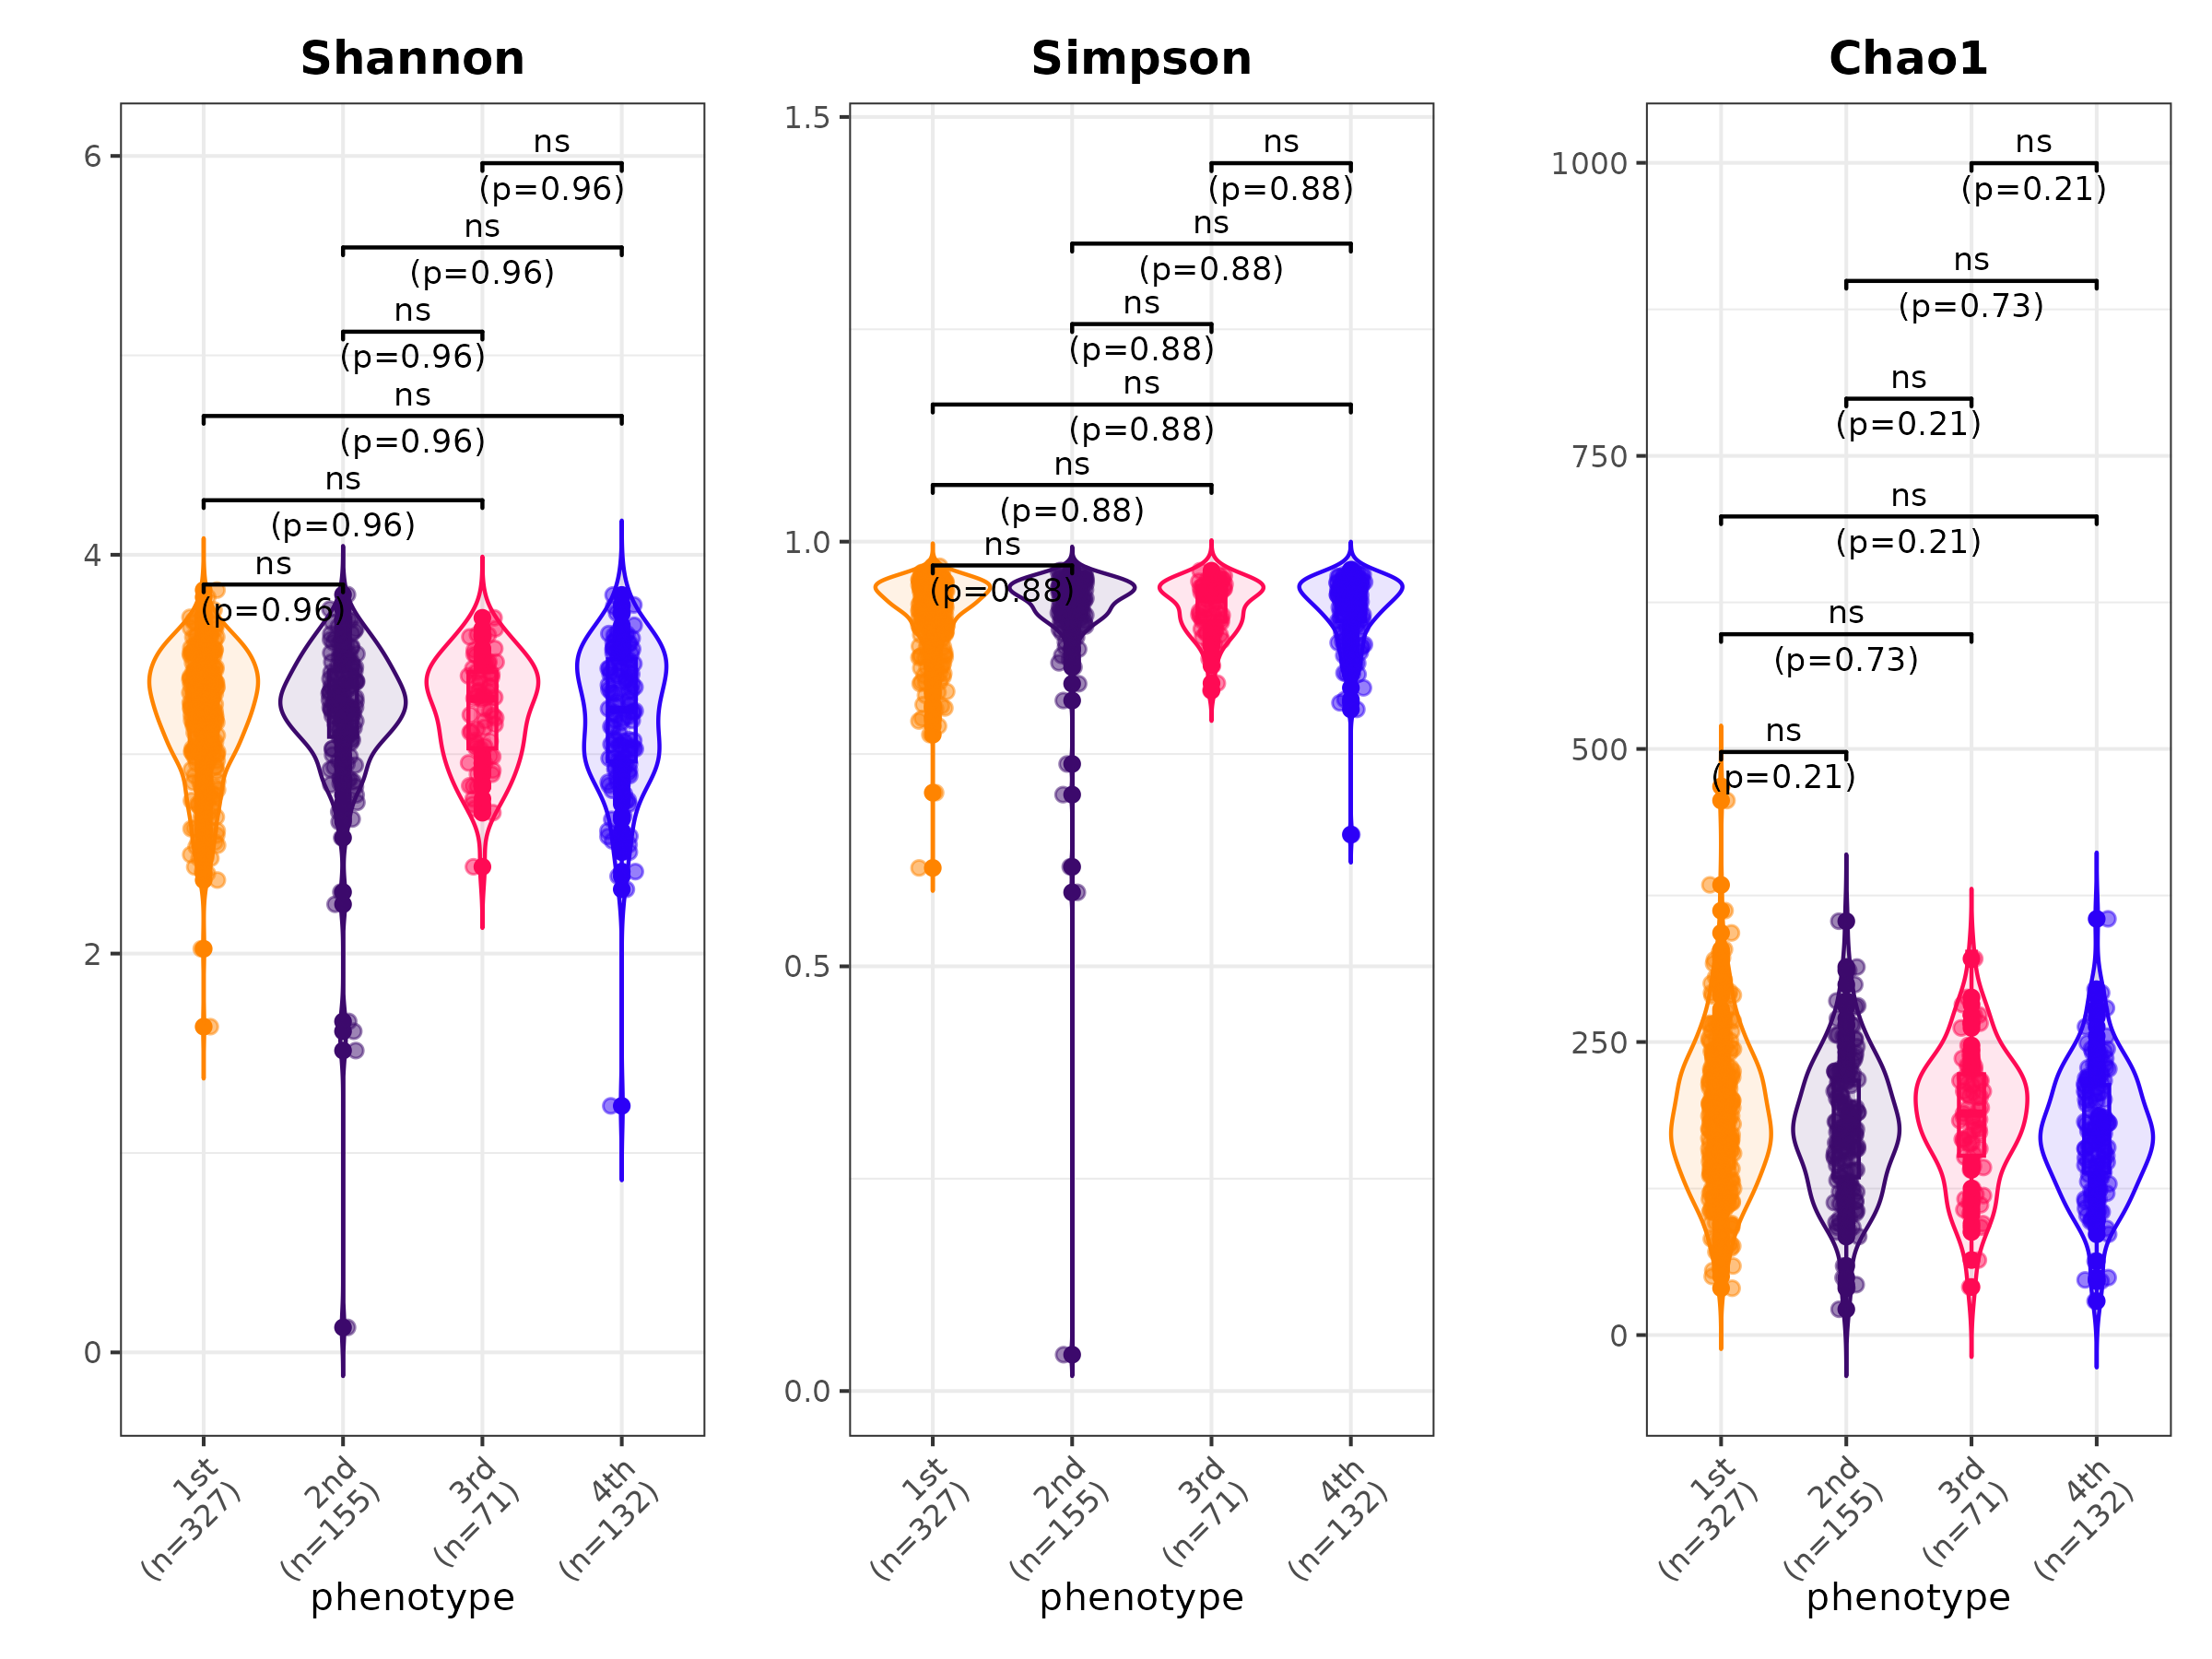 Shannon
6
4
2
0
ns
(p=0.96)
ns
(p=0.96)
ns
(p=0.96)
ns
(p=0.96)
ns
(p=0.96)
ns
(p=0.96)
1st
(n=327)
2nd
(n=155)
3rd
(n=71)
4th
(n=132)
phenotype
Simpson
1.5
1.0
0.5
0.0
ns
(p=0.88)
ns
(p=0.88)
ns
(p=0.88)
ns
(p=0.88)
ns
(p=0.88)
ns
(p=0.88)
1st
(n=327)
2nd
(n=155)
3rd
(n=71)
4th
(n=132)
phenotype
Chao1
1000
750
500
250
0
ns
(p=0.21)
ns
(p=0.73)
ns
(p=0.21)
ns
(p=0.21)
ns
(p=0.73)
ns
(p=0.21)
1st
(n=327)
2nd
(n=155)
3rd
(n=71)
4th
(n=132)
phenotype